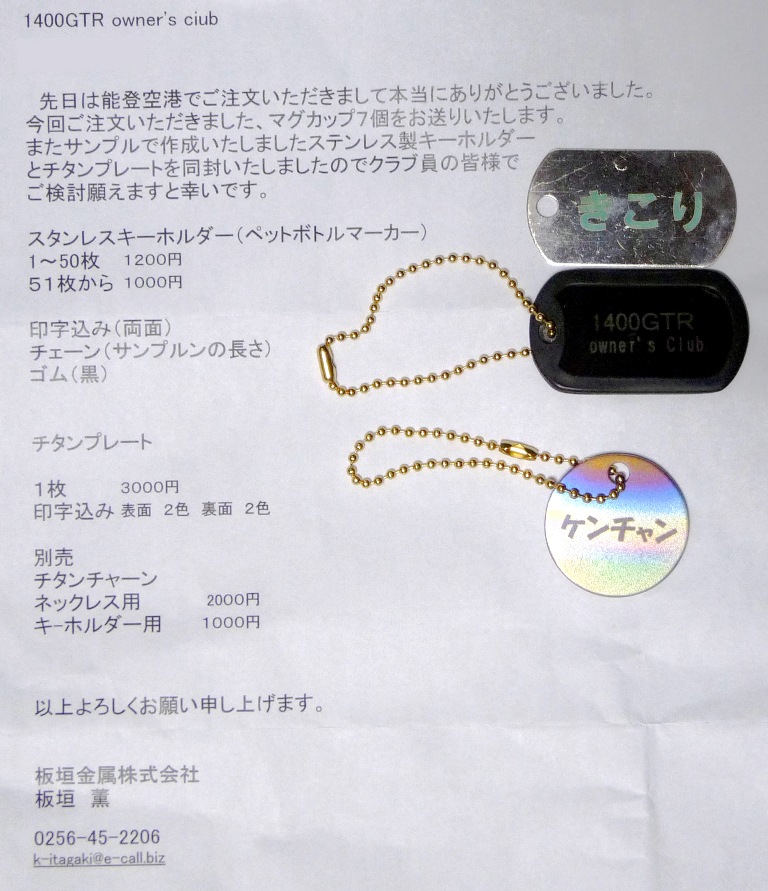 1400GTR owner's ciub
先日は能登空港でご注文いただきまして本当にありがとうございました。
今回ご注文いただきました、マグカップ7個をお送りいたします。
またサンプルで作成いたしましたステンレス製キーホルダー
とチタンプレートを同封いたしましたのでクラブ員の皆様で
ご検討願えますと幸いです。
スタンレスキーホルダー(ペットボトルマーカー)
1～50枚 1200円
51枚から 1000円
印字込み(両面)
チェーン(サンプルンの長さ)
ゴム(黒)
チタンプレート
1枚 3000円
印字込み 表面 2色 裏面 2色
別売
チタンチャーン
ネックレス用 2000円
キーホルダー用 1000円
以上よろしくお願い申し上げます。
板垣金属株式会社
板垣 薫
0256-45-2206
k-itagaki@e-call.biz
きこり
1400GTR
owner's Club
ケンチャン